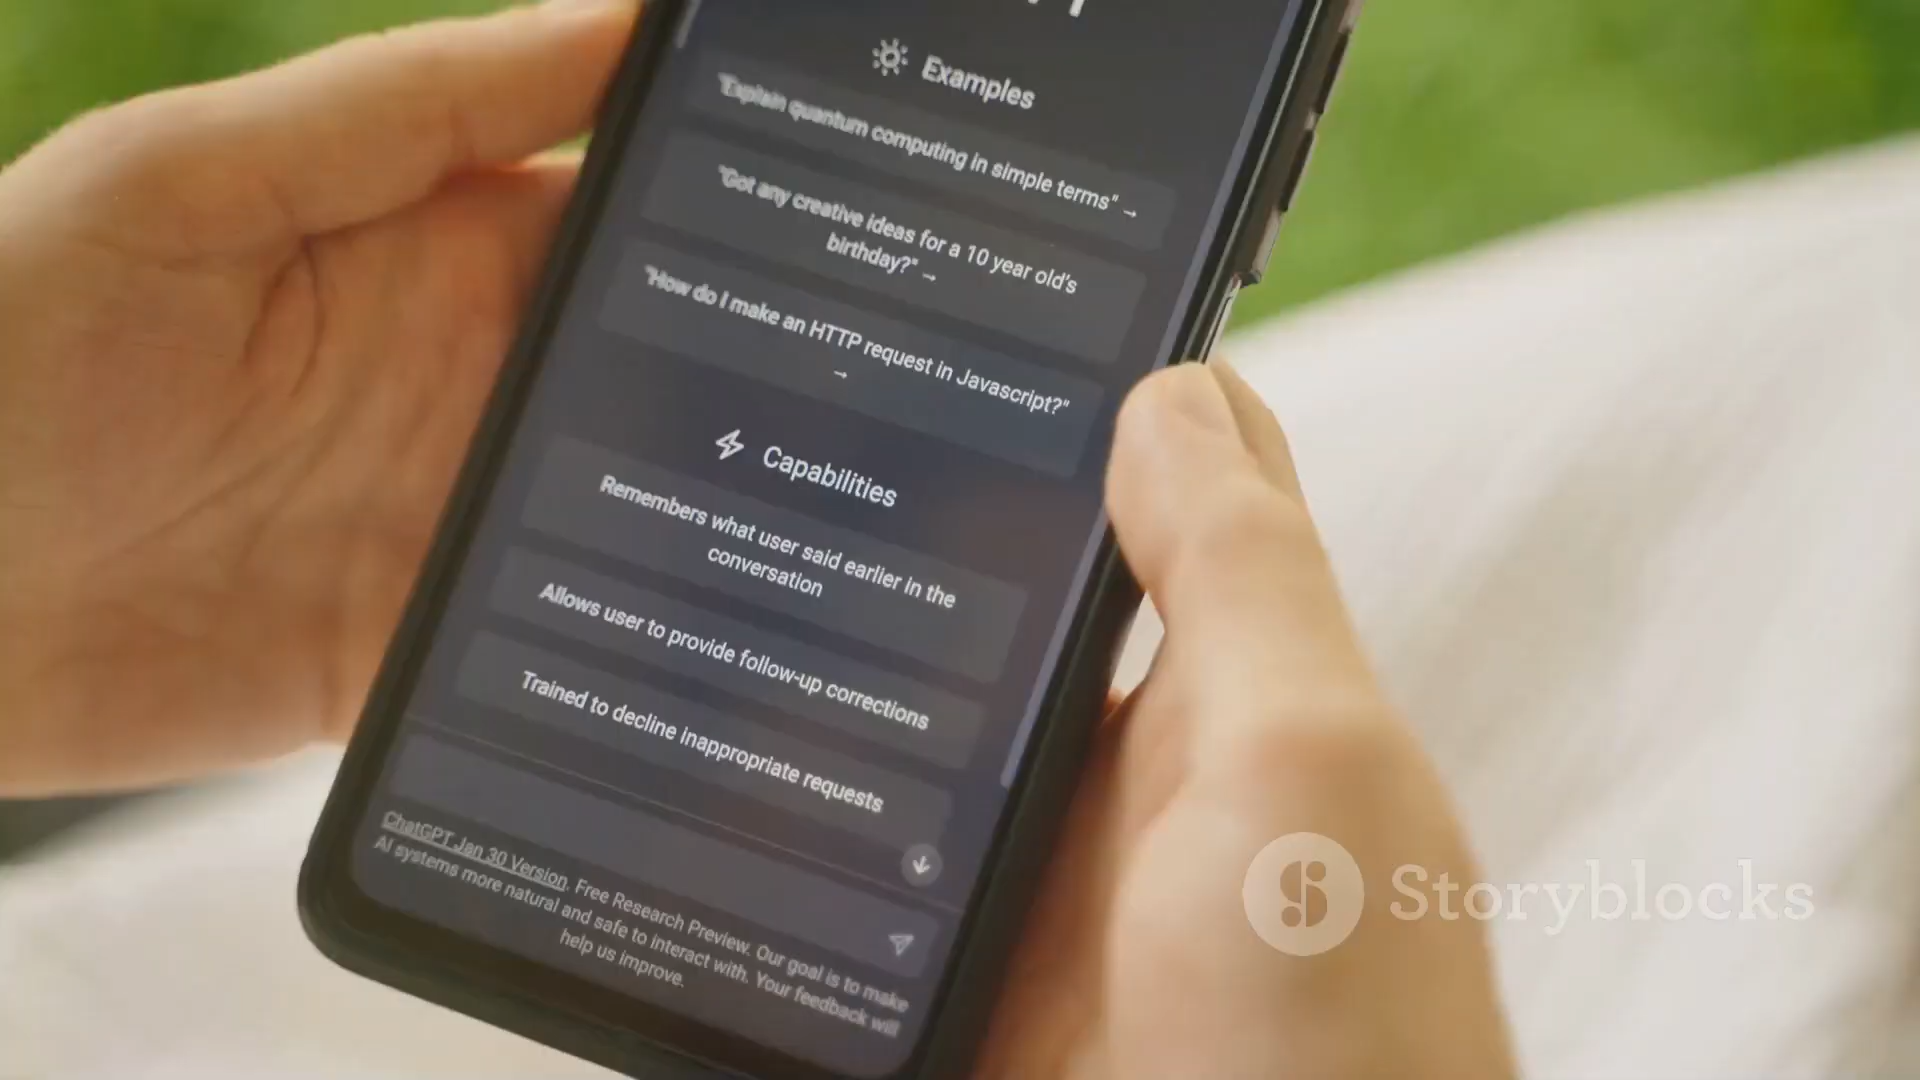 Examples
"Explain quantum computing in simple terms" →
"Got any creative ideas for a 10 year old's
birthday?" →
"How do I make an HTTP request in Javascript?"
→
Capabilities
Remembers what user said earlier in the
conversation
Allows user to provide follow-up corrections
Trained to decline inappropriate requests
ChatGPT Jan 30 Version. Free Research Preview. Our goal is to make
AI systems more natural and safe to interact with. Your feedback will
help us improve.
Storyblocks